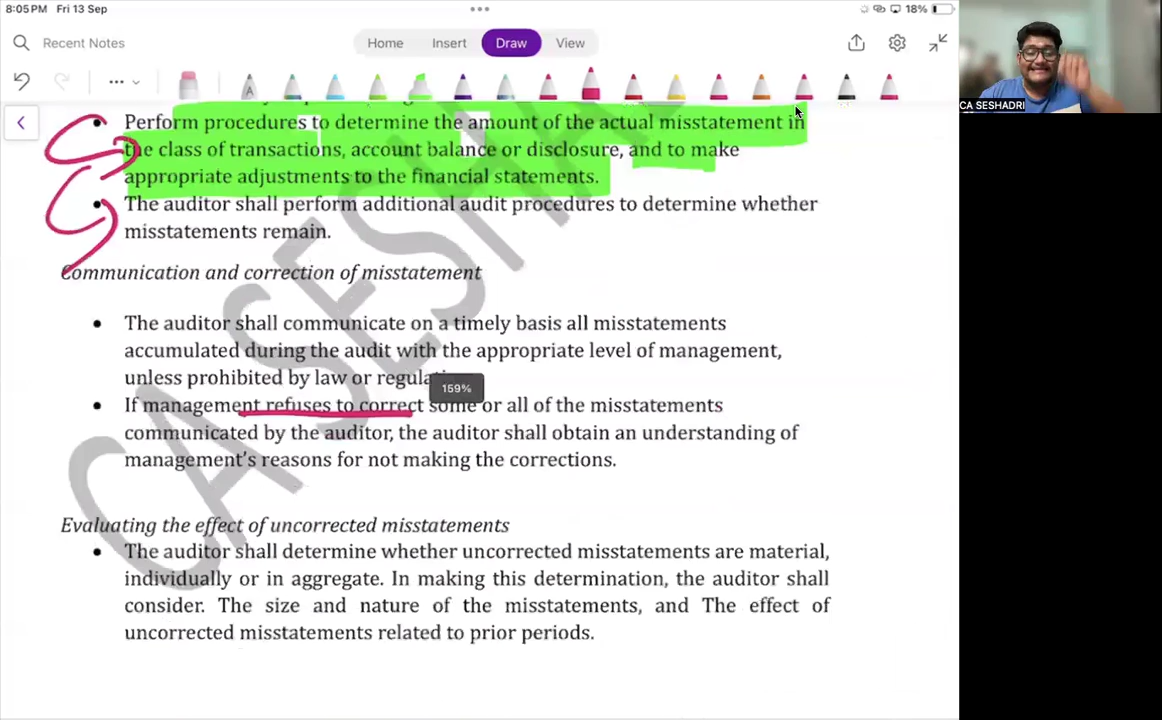 8:05 PM Fri 13 Sep
18%
Recent Notes
Home Insert Draw View
A
Perform procedures to determine the amount of the actual misstatement in
the class of transactions, account balance or disclosure, and to make
appropriate adjustments to the financial statements.
The auditor shall perform additional audit procedures to determine whether
misstatements remain.
Communication and correction of misstatement
The auditor shall communicate on a timely basis all misstatements
accumulated during the audit with the appropriate level of management,
unless prohibited by law or
159%
If management refuses to correct some or all of the misstatements
communicated by the auditor, the auditor shall obtain an understanding of
management's reasons for not making the corrections.
Evaluating the effect of uncorrected misstatements
The auditor shall determine whether uncorrected misstatements are material,
individually or in aggregate. In making this determination, the auditor shall
consider. The size and nature of the misstatements, and The effect of
uncorrected misstatements related to prior periods.
CA SESHA
CA SESHADRI